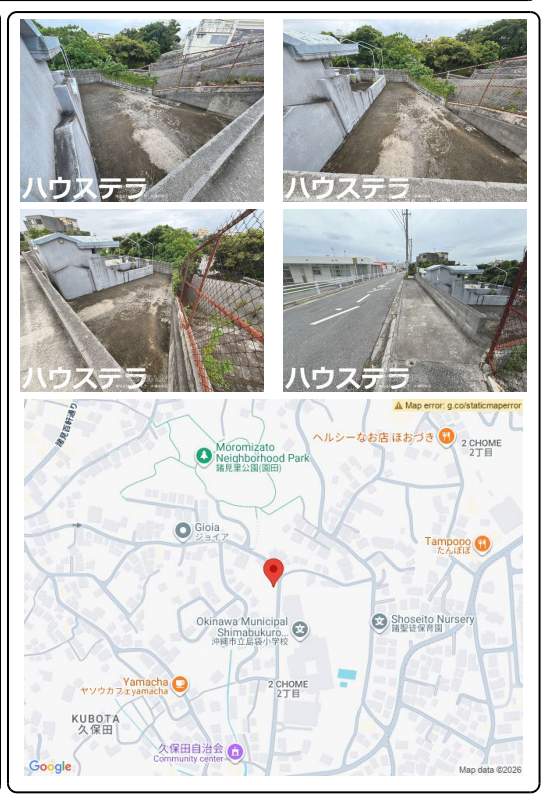 ハウステラ
ハウステラ
ハウステラ
ハウステラ
Map error: g.co/staticmaperror
諸見百軒通り
ヘルシーなお店 ほおづき
2 CHOME
2丁目
Moromizato
Neighborhood Park
諸見里公園(園田)
Gioia
ジョイア
Tampopo
たんぽぽ
Okinawa Municipal
Shimabukuro...
沖縄市立島袋小学校
Shoseito Nursery
諸聖徒保育園
Yamacha
ヤソウカフェyamacha
2 CHOME
2丁目
KUBOTA
久保田
久保田自治会
Community center
Google
Map data ©2026